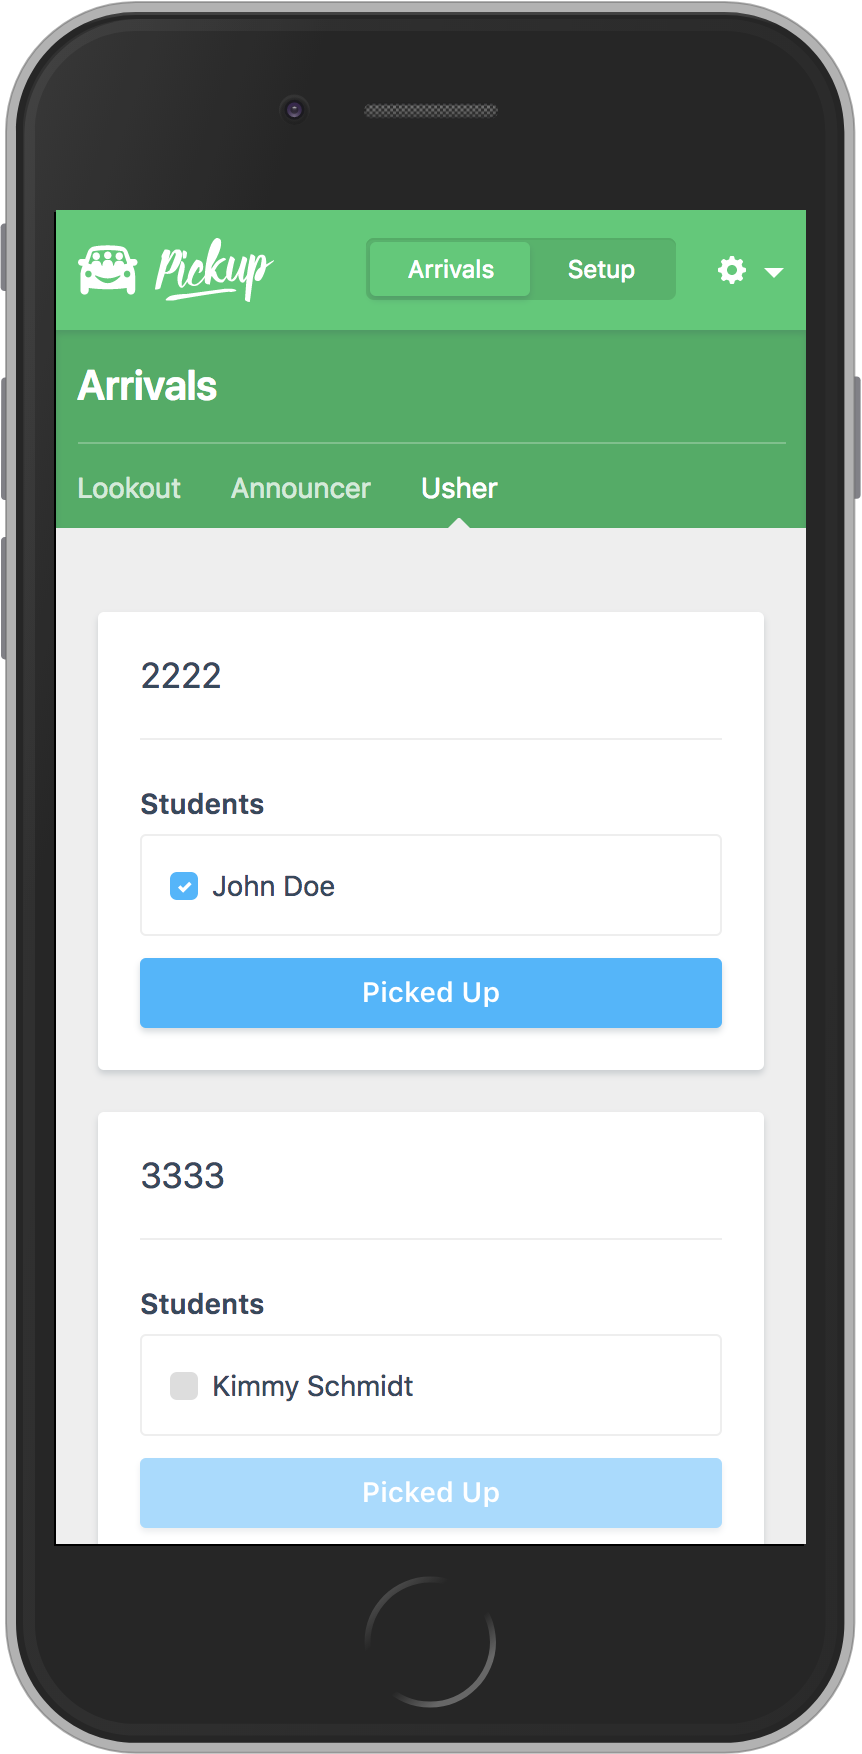 Pickup
Arrivals Setup
Arrivals
Lookout Announcer Usher
2222
Students
John Doe
Picked Up
3333
Students
Kimmy Schmidt
Picked Up